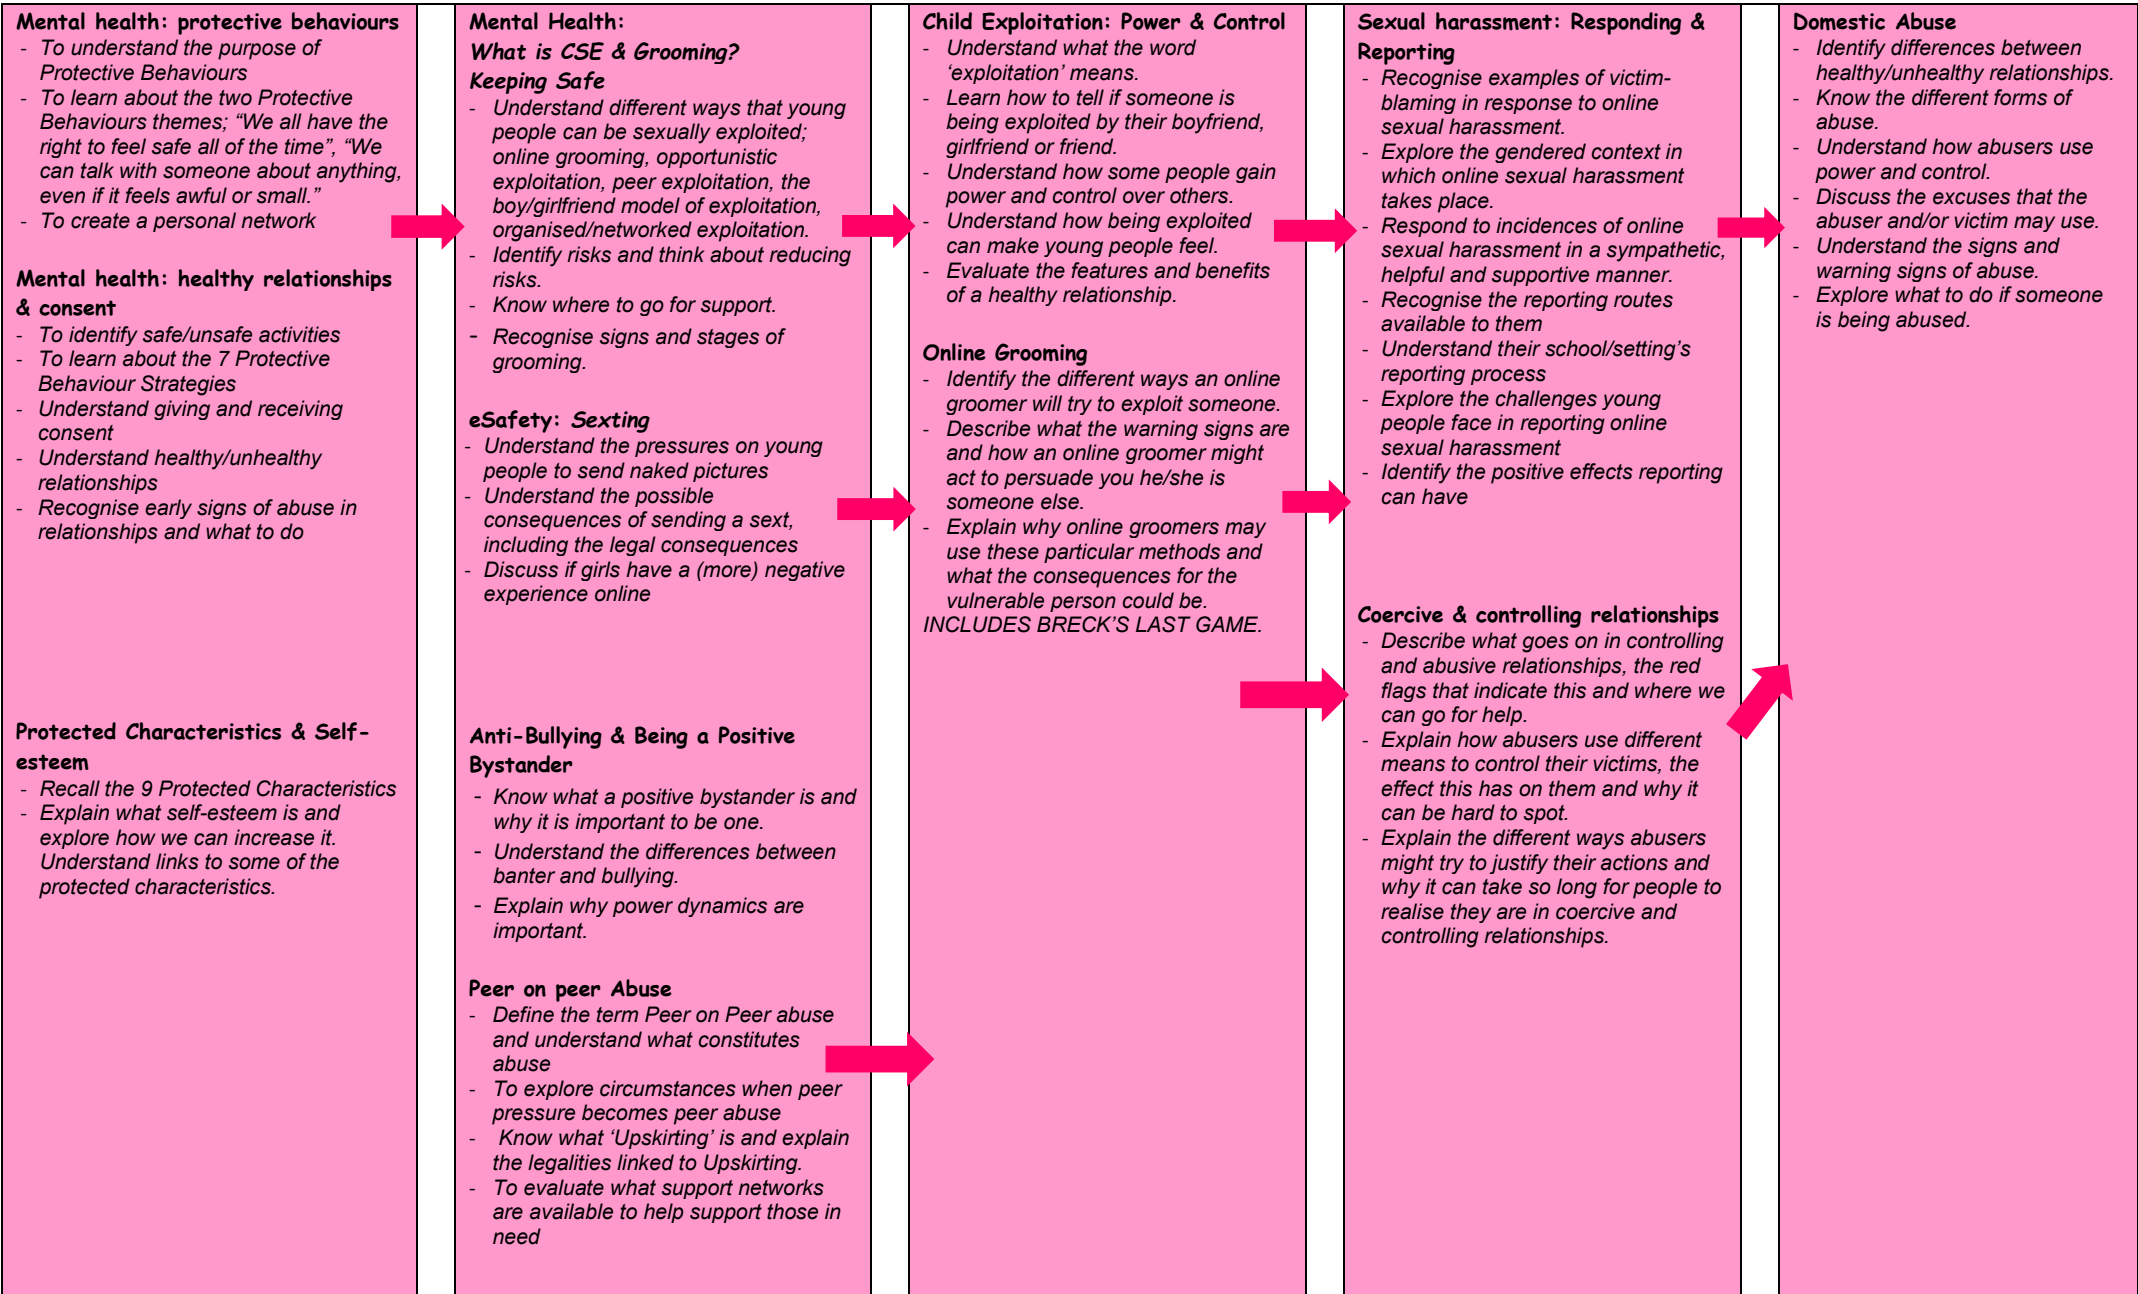 Mental health: protective behaviours
- To understand the purpose of
Protective Behaviours
- To learn about the two Protective
Behaviours themes; “We all have the
right to feel safe all of the time”, “We
can talk with someone about anything,
even if it feels awful or small.”
- To create a personal network
Mental health: healthy relationships
& consent
- To identify safe/unsafe activities
- To learn about the 7 Protective
Behaviour Strategies
- Understand giving and receiving
consent
- Understand healthy/unhealthy
relationships
- Recognise early signs of abuse in
relationships and what to do
Protected Characteristics & Self-
esteem
- Recall the 9 Protected Characteristics
- Explain what self-esteem is and
explore how we can increase it.
Understand links to some of the
protected characteristics.
Mental Health:
What is CSE & Grooming?
Keeping Safe
- Understand different ways that young
people can be sexually exploited;
online grooming, opportunistic
exploitation, peer exploitation, the
boy/girlfriend model of exploitation,
organised/networked exploitation.
- Identify risks and think about reducing
risks.
- Know where to go for support.
- Recognise signs and stages of
grooming.
eSafety: Sexting
- Understand the pressures on young
people to send naked pictures
- Understand the possible
consequences of sending a sext,
including the legal consequences
- Discuss if girls have a (more) negative
experience online
Anti-Bullying & Being a Positive
Bystander
- Know what a positive bystander is and
why it is important to be one.
- Understand the differences between
banter and bullying.
- Explain why power dynamics are
important.
Peer on peer Abuse
- Define the term Peer on Peer abuse
and understand what constitutes
abuse
- To explore circumstances when peer
pressure becomes peer abuse
- Know what ‘Upskirting’ is and explain
the legalities linked to Upskirting.
- To evaluate what support networks
are available to help support those in
need
Child Exploitation: Power & Control
- Understand what the word
‘exploitation’ means.
- Learn how to tell if someone is
being exploited by their boyfriend,
girlfriend or friend.
- Understand how some people gain
power and control over others.
- Understand how being exploited
can make young people feel.
- Evaluate the features and benefits
of a healthy relationship.
Online Grooming
- Identify the different ways an online
groomer will try to exploit someone.
- Describe what the warning signs are
and how an online groomer might
act to persuade you he/she is
someone else.
- Explain why online groomers may
use these particular methods and
what the consequences for the
vulnerable person could be.
INCLUDES BRECK’S LAST GAME.
Sexual harassment: Responding &
Reporting
- Recognise examples of victim-
blaming in response to online
sexual harassment.
- Explore the gendered context in
which online sexual harassment
takes place.
- Respond to incidences of online
sexual harassment in a sympathetic,
helpful and supportive manner.
- Recognise the reporting routes
available to them
- Understand their school/setting’s
reporting process
- Explore the challenges young
people face in reporting online
sexual harassment
- Identify the positive effects reporting
can have
Coercive & controlling relationships
- Describe what goes on in controlling
and abusive relationships, the red
flags that indicate this and where we
can go for help.
- Explain how abusers use different
means to control their victims, the
effect this has on them and why it
can be hard to spot.
- Explain the different ways abusers
might try to justify their actions and
why it can take so long for people to
realise they are in coercive and
controlling relationships.
Domestic Abuse
- Identify differences between
healthy/unhealthy relationships.
- Know the different forms of
abuse.
- Understand how abusers use
power and control.
- Discuss the excuses that the
abuser and/or victim may use.
- Understand the signs and
warning signs of abuse.
- Explore what to do if someone
is being abused.